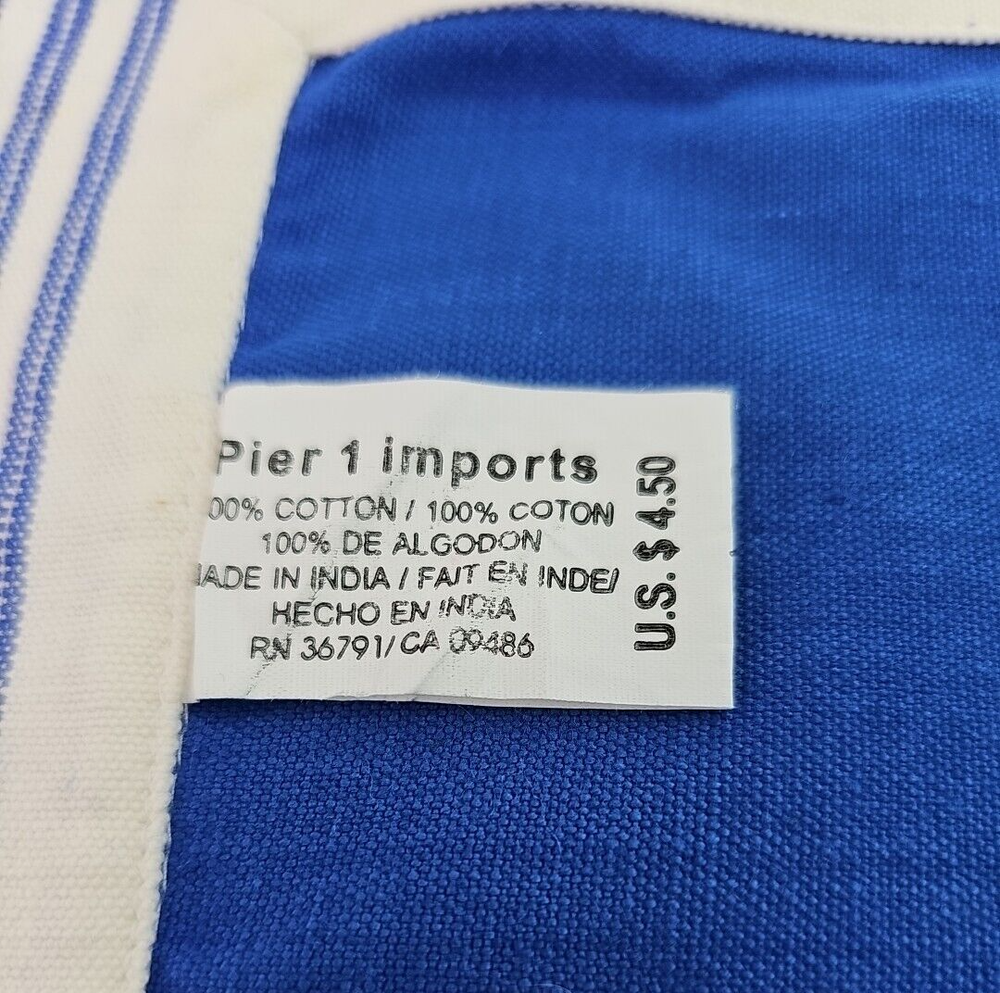 Pier 1 imports
00% COTTON / 100% COTON
100% DE ALGODON
ADE IN INDIA / FAIT EN INDE/
HECHO EN INDIA
RN 36791/CA 09486
U.S. $ 4.50